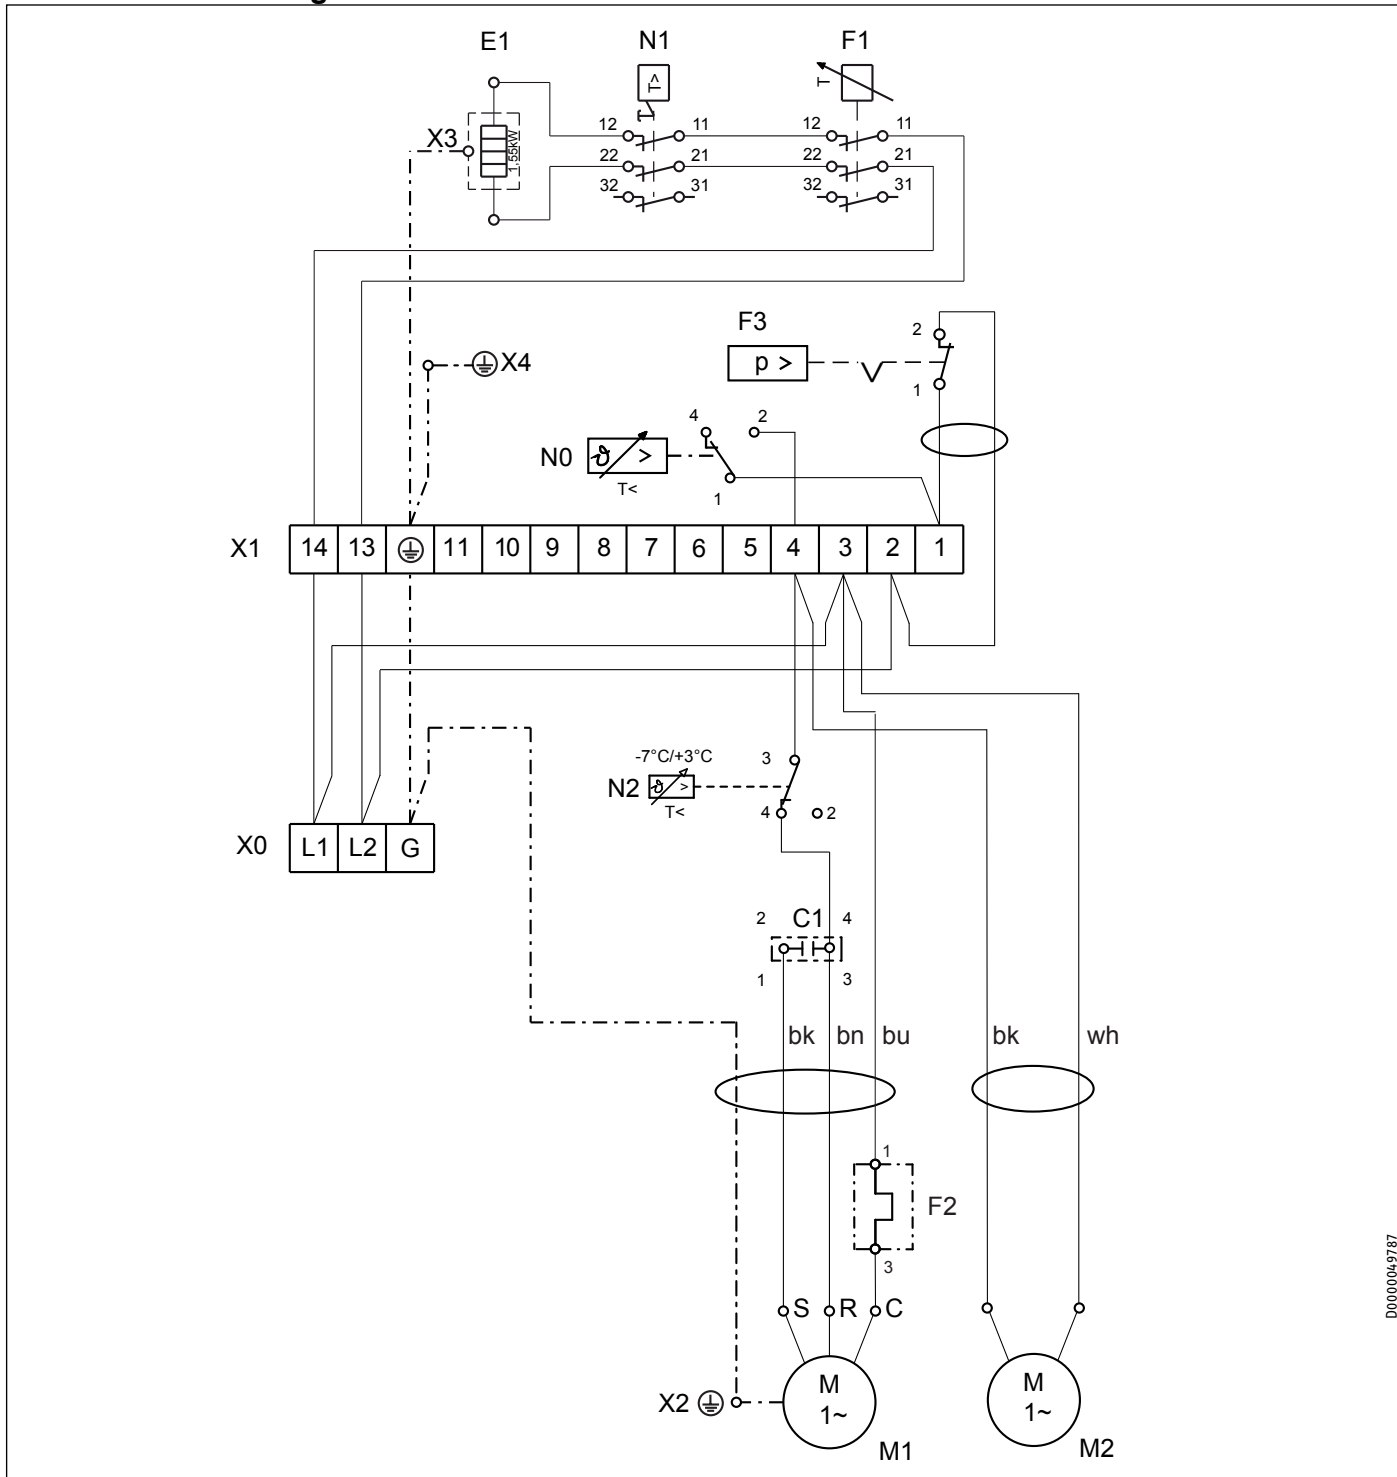 g
E1 N1 F1
T> T
X3 1,55kW
12 11 12 11
22 21 22 21
32 31 32 31
F3
p >
2
1
X4
N0
ϑ >
T<
4 2
1
X1 14 13 11 10 9 8 7 6 5 4 3 2 1
-7°C/+3°C
N2 ϑ >
T<
3
4 2
X0 L1 L2 G
2 C1 4
1 3
bk bn bu bk wh
1
F2
3
S R C
X2
M
1~
M1
M
1~
M2
D0000049787